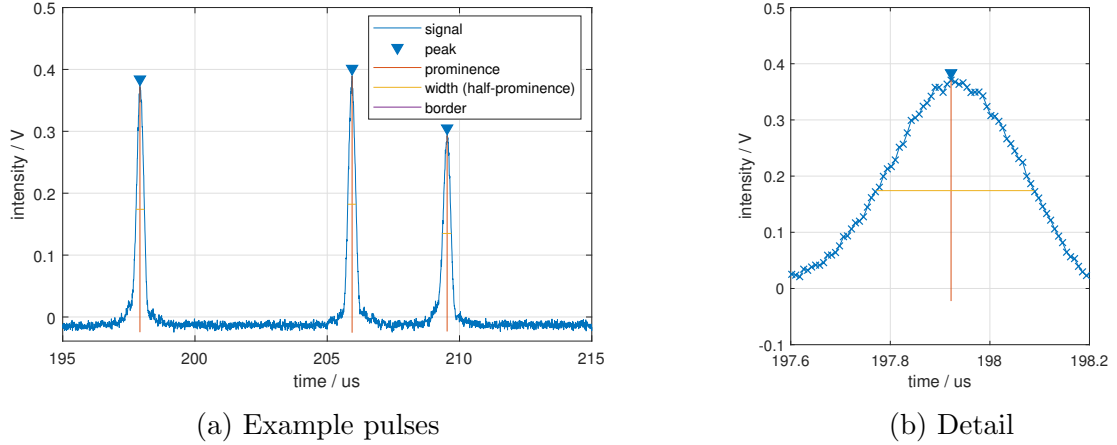 0.5
0.4
0.3
0.2
0.1
0
195
200
205
210
215
intensity / V
time / us
signal
peak
prominence
width (half-prominence)
border
(a) Example pulses
0.5
0.4
0.3
0.2
0.1
0
-0.1
197.6
197.8
198
198.2
intensity / V
time / us
(b) Detail